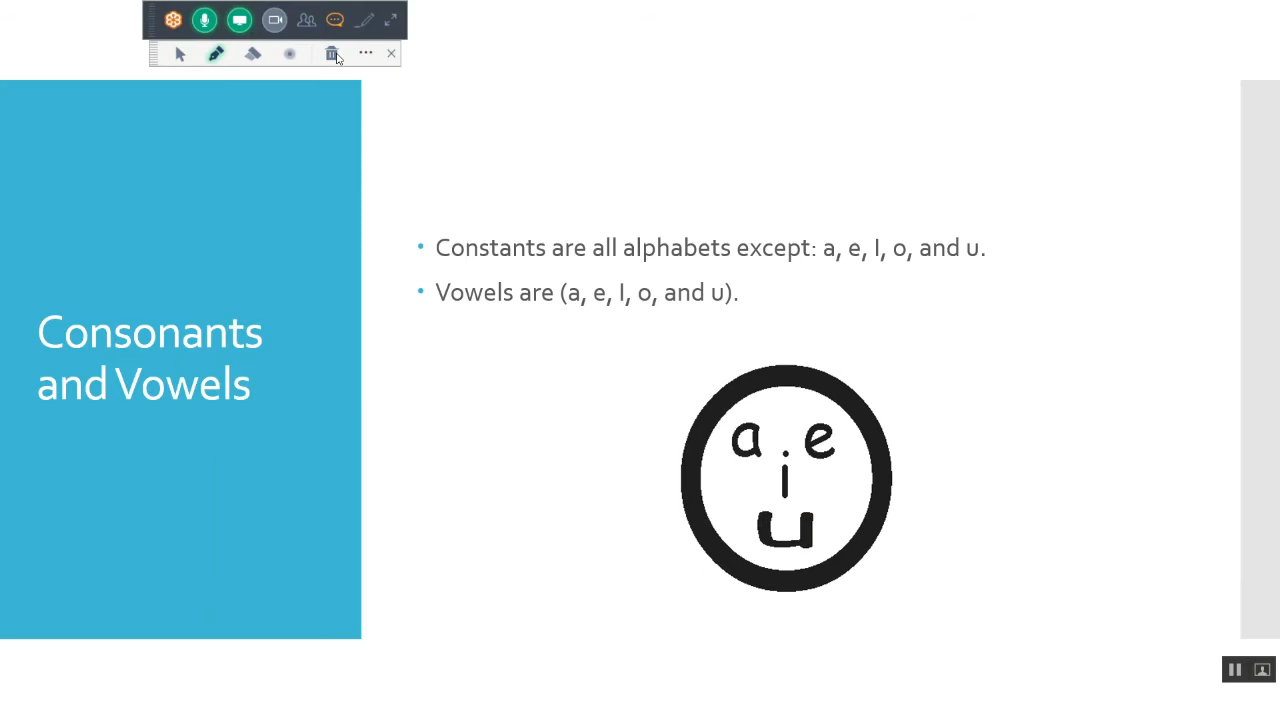 Consonants
and Vowels
Constants are all alphabets except: a, e, I, o, and u.
Vowels are (a, e, I, o, and u).
a e
i
u